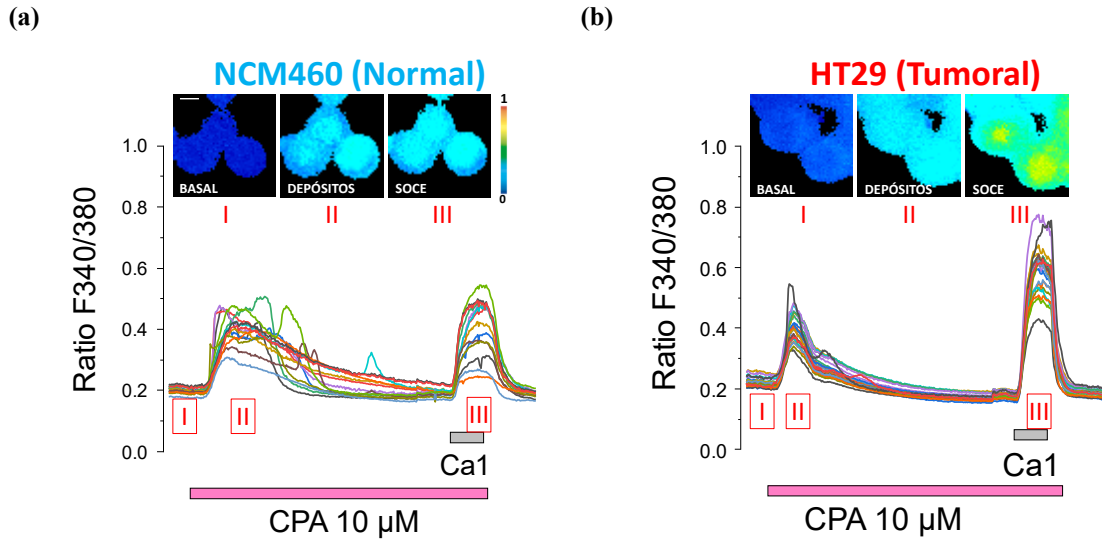 (a)
NCM460 (Normal)
BASAL
DEPÓSITOS
SOCE
1
0
I
II
III
Ratio F340/380
1.0
0.8
0.6
0.4
0.2
0.0
I
II
III
Ca1
CPA 10 µM
(b)
HT29 (Tumoral)
BASAL
DEPÓSITOS
SOCE
I
II
III
Ratio F340/380
1.0
0.8
0.6
0.4
0.2
0.0
I
II
III
Ca1
CPA 10 µM